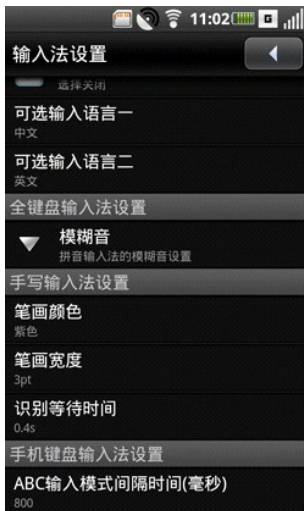 11:02
输入法设置
选择关闭
可选输入语言一
中文
可选输入语言二
英文
全键盘输入法设置
模糊音
拼音输入法的模糊音设置
手写输入法设置
笔画颜色
紫色
笔画宽度
3pt
识别等待时间
0.4s
手机键盘输入法设置
ABC输入模式间隔时间(毫秒)
800